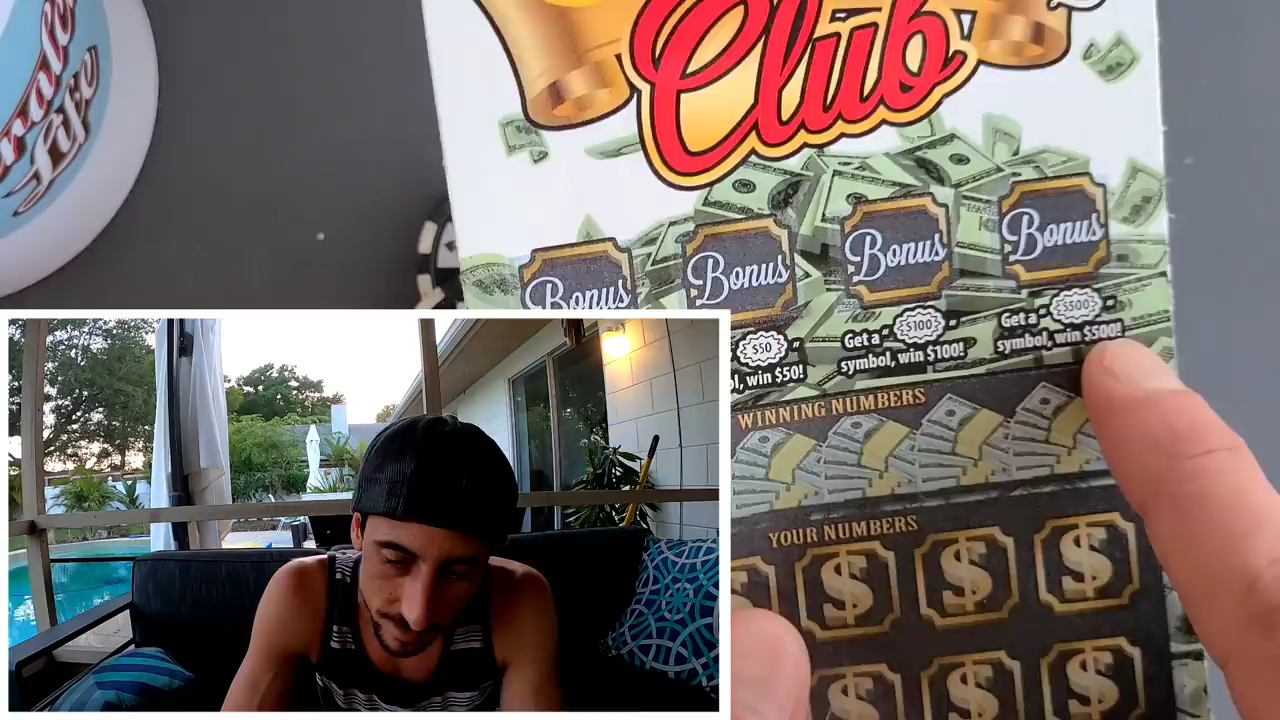 Club
Life
Bonus Bonus Bonus Bonus
$50"
win $50!
Get a "$100"
symbol, win $100!
Get a "$500"
symbol, win $500!
WINNING NUMBERS
YOUR NUMBERS
$ $ $
$ $ $